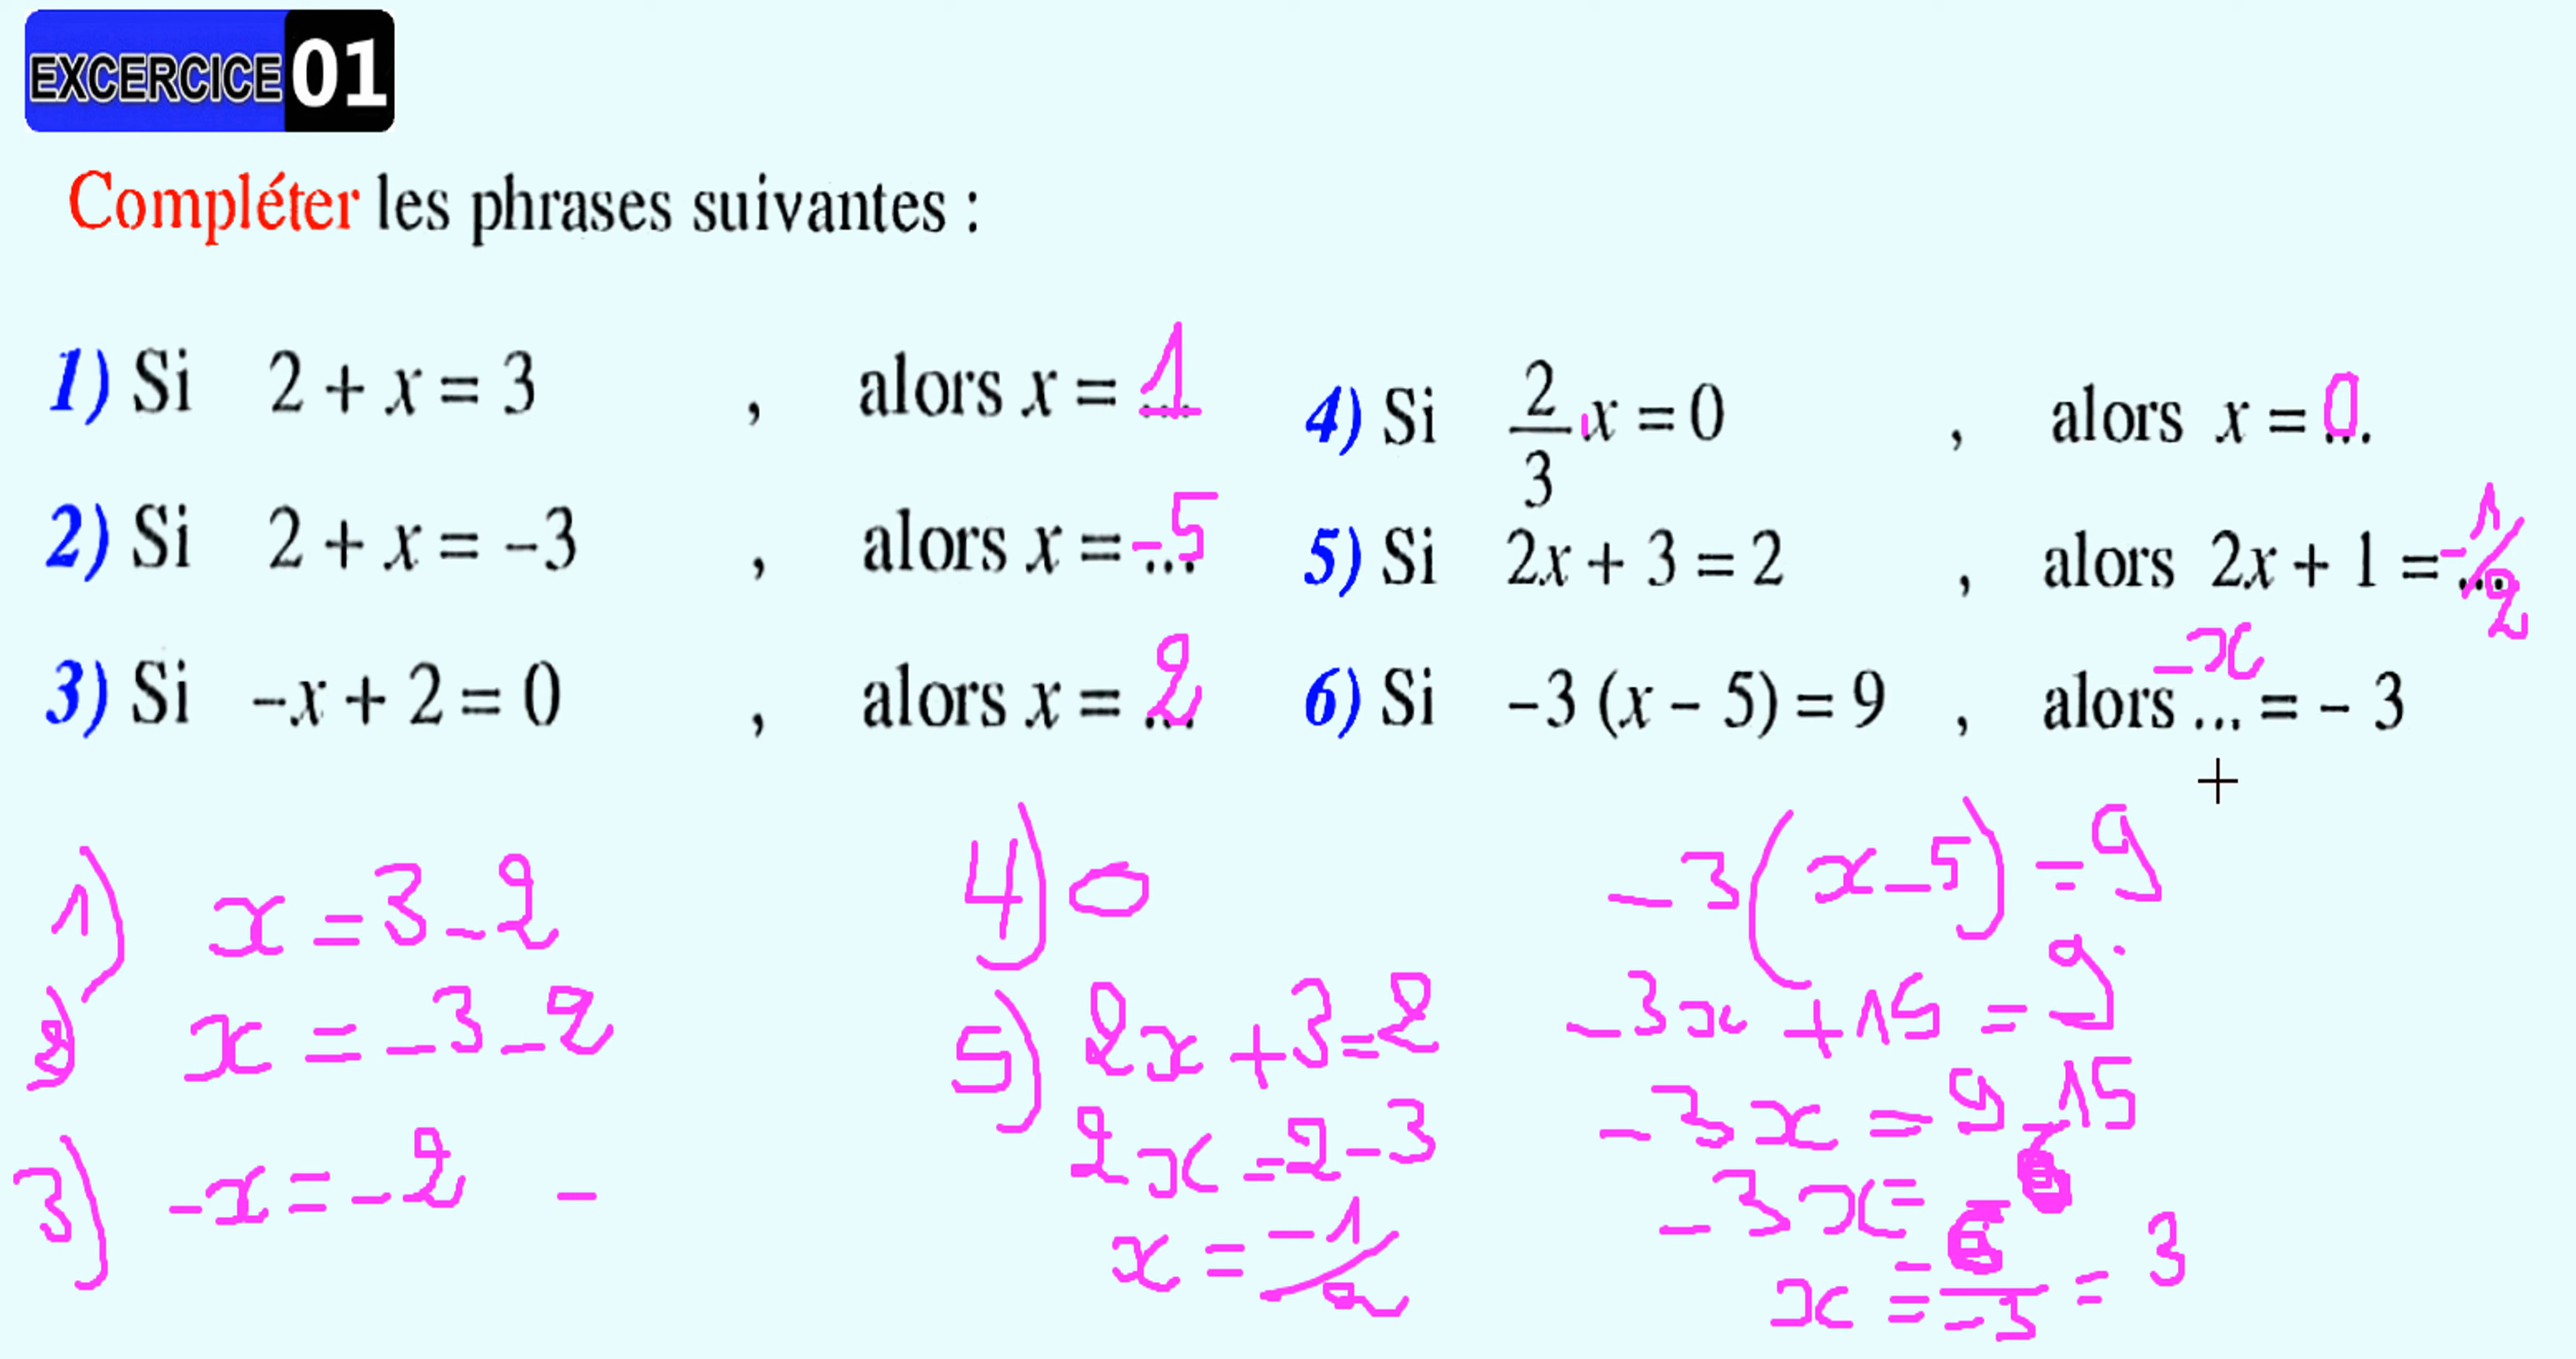 EXCERCICE 01
Compléter les phrases suivantes :
1) Si 2 + x = 3 , alors x = ... 1
2) Si 2 + x = -3 , alors x = ... -5
3) Si -x + 2 = 0 , alors x = ... 2
4) Si 2/3 x = 0 , alors x = ... 0
5) Si 2x + 3 = 2 , alors 2x + 1 = ... -1/2
6) Si -3 (x - 5) = 9 , alors ... = - 3
-x
1) x = 3 - 2
2) x = -3 - 2
3) -x = -2 -
4) 0
5) 2x + 3 = 2
2x = 2 - 3
x = -1/2
-3(x - 5) = 9
-3x + 15 = 9
-3x = 9 - 15
-3x = -6
x = -6/-3 = 3